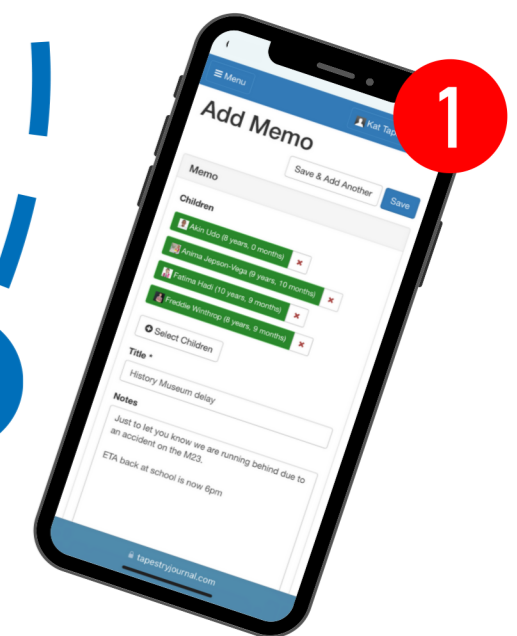 1
Menu
Kat Tap
Add Memo
Save & Add Another
Save
Memo
Children
Akin Udo (8 years, 0 months)
Anima Jepson-Vega (9 years, 10 months)
Fatima Hadi (10 years, 9 months)
Freddie Winthrop (8 years, 9 months)
Select Children
Title *
History Museum delay
Notes
Just to let you know we are running behind due to
an accident on the M23.
ETA back at school is now 6pm
tapestryjournal.com